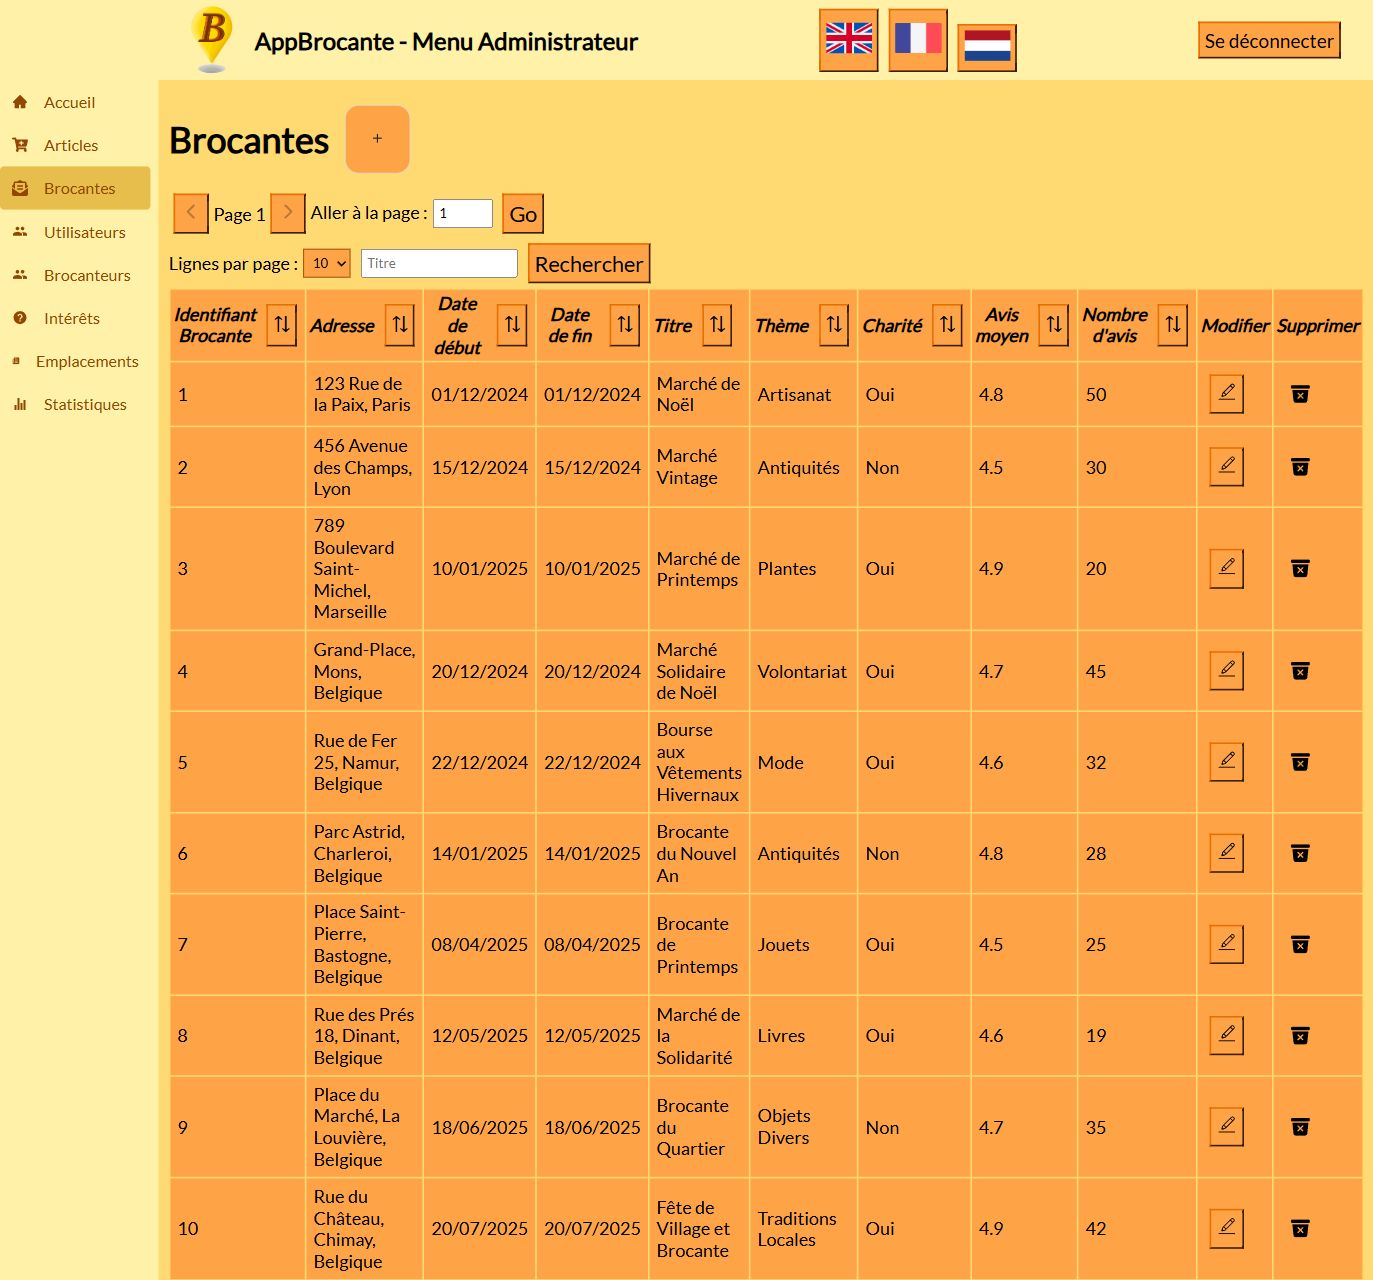 B
AppBrocante - Menu Administrateur
Se déconnecter
Accueil
Articles
Brocantes
Utilisateurs
Brocanteurs
Intérêts
Emplacements
Statistiques
Brocantes +
Page 1 Aller à la page : 1 Go
Lignes par page : 10 Titre Rechercher
Identifiant Brocante Adresse Date de début Date de fin Titre Thème Charité Avis moyen Nombre d'avis Modifier Supprimer
1 123 Rue de la Paix, Paris 01/12/2024 01/12/2024 Marché de Noël Artisanat Oui 4.8 50
2 456 Avenue des Champs, Lyon 15/12/2024 15/12/2024 Marché Vintage Antiquités Non 4.5 30
3 789 Boulevard Saint-Michel, Marseille 10/01/2025 10/01/2025 Marché de Printemps Plantes Oui 4.9 20
4 Grand-Place, Mons, Belgique 20/12/2024 20/12/2024 Marché Solidaire de Noël Volontariat Oui 4.7 45
5 Rue de Fer 25, Namur, Belgique 22/12/2024 22/12/2024 Bourse aux Vêtements Hivernaux Mode Oui 4.6 32
6 Parc Astrid, Charleroi, Belgique 14/01/2025 14/01/2025 Brocante du Nouvel An Antiquités Non 4.8 28
7 Place Saint-Pierre, Bastogne, Belgique 08/04/2025 08/04/2025 Brocante de Printemps Jouets Oui 4.5 25
8 Rue des Prés 18, Dinant, Belgique 12/05/2025 12/05/2025 Marché de la Solidarité Livres Oui 4.6 19
9 Place du Marché, La Louvière, Belgique 18/06/2025 18/06/2025 Brocante du Quartier Objets Divers Non 4.7 35
10 Rue du Château, Chimay, Belgique 20/07/2025 20/07/2025 Fête de Village et Brocante Traditions Locales Oui 4.9 42